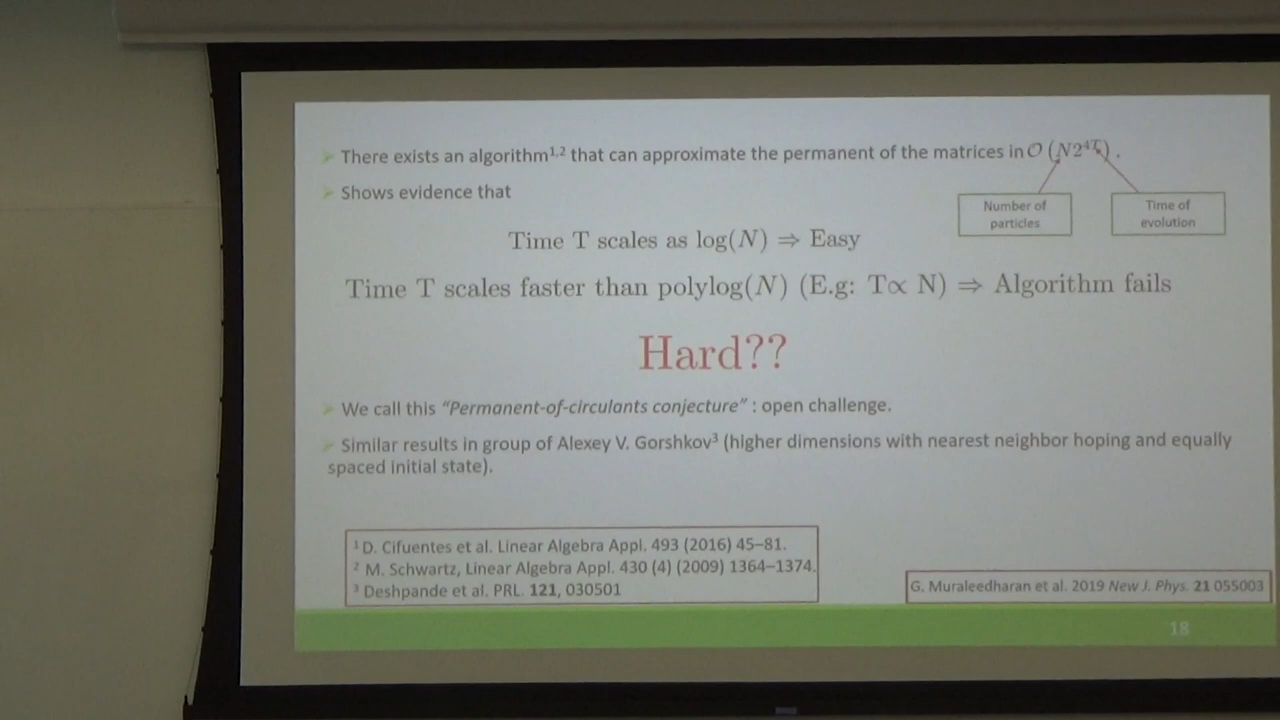 There exists an algorithm¹,² that can approximate the permanent of the matrices in O (N2⁴ᵀ) .
Number of
particles
Time of
evolution
Shows evidence that
Time T scales as log(N) ⇒ Easy
Time T scales faster than polylog(N) (E.g: T∝ N) ⇒ Algorithm fails
Hard??
We call this “Permanent-of-circulants conjecture” : open challenge.
Similar results in group of Alexey V. Gorshkov³ (higher dimensions with nearest neighbor hoping and equally
spaced initial state).
¹ D. Cifuentes et al. Linear Algebra Appl. 493 (2016) 45–81.
² M. Schwartz, Linear Algebra Appl. 430 (4) (2009) 1364–1374.
³ Deshpande et al. PRL. 121, 030501
G. Muraleedharan et al. 2019 New J. Phys. 21 055003
18